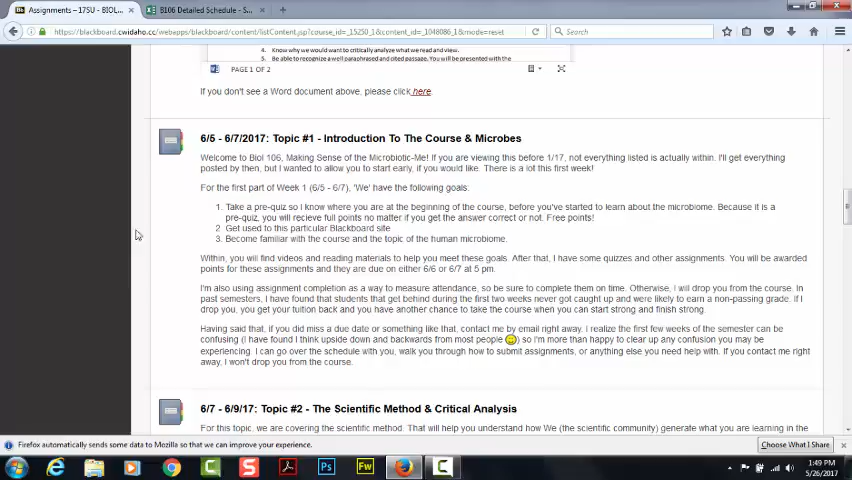 Assignments – 17SU - BIOL...
B106 Detailed Schedule - S...
https://blackboard.cwidaho.cc/webapps/blackboard/content/listContent.jsp?course_id=_15250_1&content_id=_1048086_1&mode=reset
Search
4. Know why we would want to critically analyze what we read and view.
5. Be able to recognize a well paraphrased and cited passage. You will be presented with the
PAGE 1 OF 2
If you don't see a Word document above, please click here.
6/5 - 6/7/2017: Topic #1 - Introduction To The Course & Microbes
Welcome to Biol 106, Making Sense of the Microbiotic-Me! If you are viewing this before 1/17, not everything listed is actually within. I'll get everything
posted by then, but I wanted to allow you to start early, if you would like. There is a lot this first week!
For the first part of Week 1 (6/5 - 6/7), 'We' have the following goals:
1. Take a pre-quiz so I know where you are at the beginning of the course, before you've started to learn about the microbiome. Because it is a
pre-quiz, you will recieve full points no matter if you get the answer correct or not. Free points!
2. Get used to this particular Blackboard site
3. Become familiar with the course and the topic of the human microbiome.
Within, you will find videos and reading materials to help you meet these goals. After that, I have some quizzes and other assignments. You will be awarded
points for these assignments and they are due on either 6/6 or 6/7 at 5 pm.
I'm also using assignment completion as a way to measure attendance, so be sure to complete them on time. Otherwise, I will drop you from the course. In
past semesters, I have found that students that get behind during the first two weeks never got caught up and were likely to earn a non-passing grade. If I
drop you, you get your tuition back and you have another chance to take the course when you can start strong and finish strong.
Having said that, if you did miss a due date or something like that, contact me by email right away. I realize the first few weeks of the semester can be
confusing (I have found I think upside down and backwards from most people) so I'm more than happy to clear up any confusion you may be
experiencing. I can go over the schedule with you, walk you through how to submit assignments, or anything else you need help with. If you contact me right
away, I won't drop you from the course.
6/7 - 6/9/17: Topic #2 - The Scientific Method & Critical Analysis
For this topic, we are covering the scientific method. That will help you understand how We (the scientific community) generate what you are learning in the
Firefox automatically sends some data to Mozilla so that we can improve your experience.
Choose What I Share
1:49 PM
5/26/2017